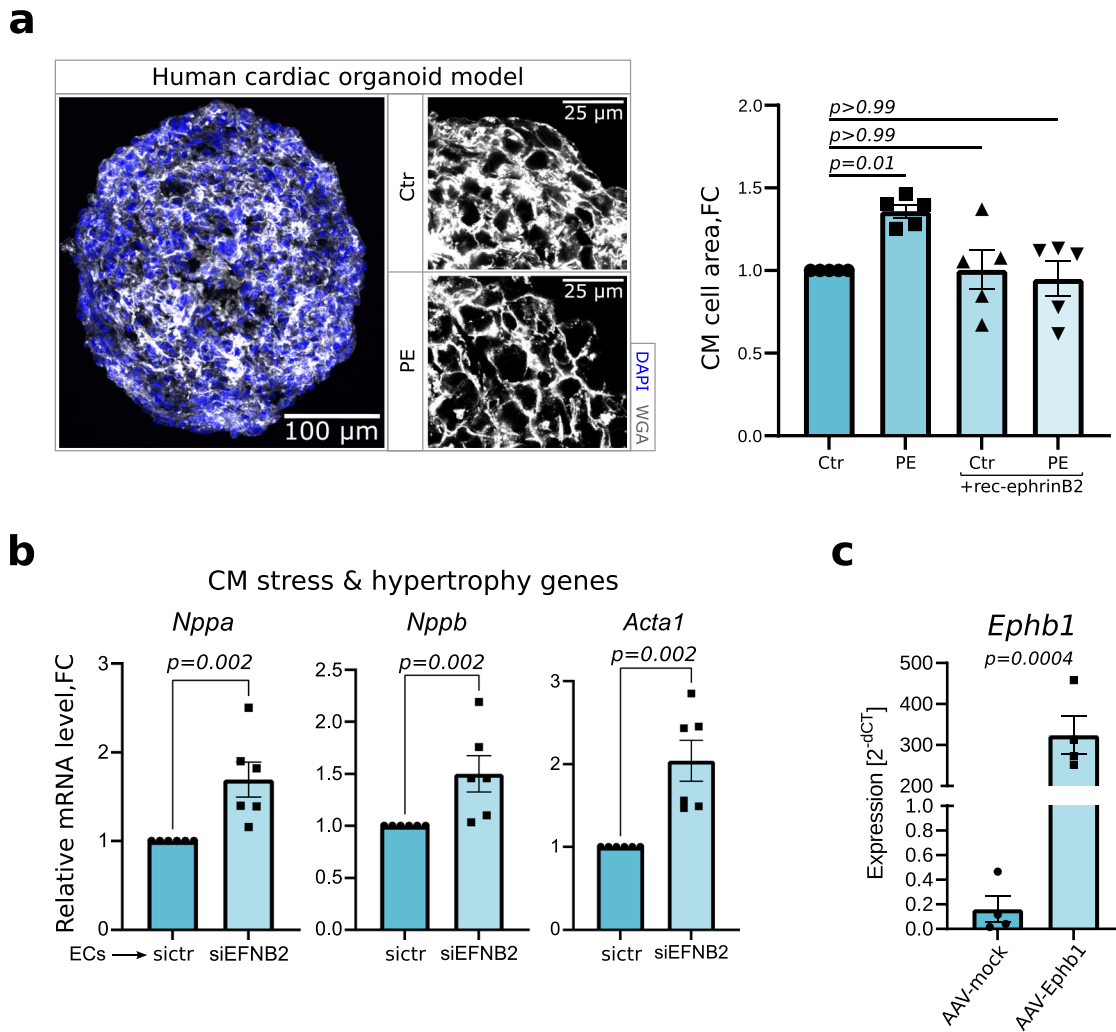 a
Human cardiac organoid model
Ctr
25 µm
PE
25 µm
100 µm
DAPI WGA
CM cell area,FC
2.0
1.5
1.0
0.5
0.0
p>0.99
p>0.99
p=0.01
Ctr
PE
Ctr
PE
+rec-ephrinB2
b
CM stress & hypertrophy genes
Nppa
Nppb
Acta1
Relative mRNA level,FC
p=0.002
3
2
1
0
p=0.002
2.5
2.0
1.5
1.0
0.5
0.0
p=0.002
3
2
1
0
ECs
sictr
siEFNB2
sictr
siEFNB2
sictr
siEFNB2
c
Ephb1
p=0.0004
Expression [2^-dCT]
500
400
300
200
1.0
0.8
0.6
0.4
0.2
0.0
AAV-mock
AAV-Ephb1